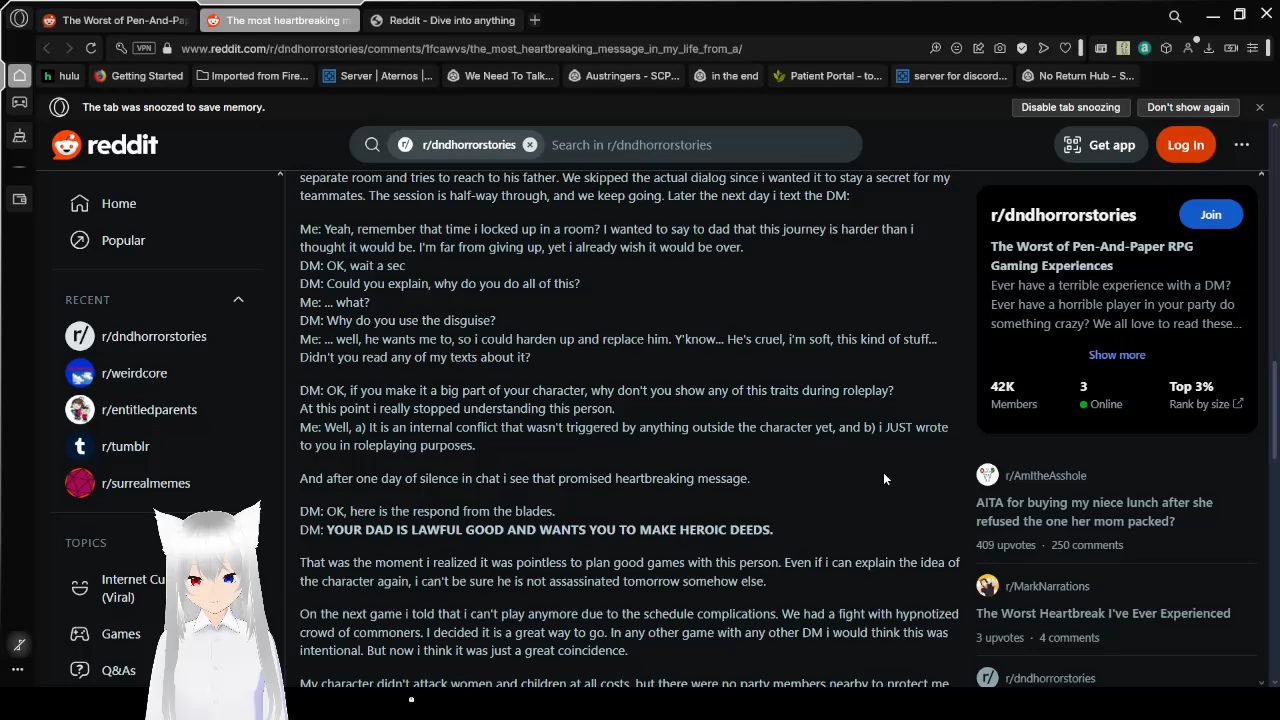 The Worst of Pen-And-Pa
The most heartbreaking m
Reddit - Dive into anything
VPN
www.reddit.com/r/dndhorrorstories/comments/1fcawvs/the_most_heartbreaking_message_in_my_life_from_a/
hulu
Getting Started
Imported from Fire...
Server | Aternos |...
We Need To Talk...
Austringers - SCP...
in the end
Patient Portal - to...
server for discord...
No Return Hub - S...
The tab was snoozed to save memory.
Disable tab snoozing
Don't show again
reddit
r/dndhorrorstories
Search in r/dndhorrorstories
Get app
Log In
Home
Popular
RECENT
r/dndhorrorstories
r/weirdcore
r/entitledparents
r/tumblr
r/surrealmemes
TOPICS
Internet Cu
(Viral)
Games
Q&As
separate room and tries to reach to his father. We skipped the actual dialog since i wanted it to stay a secret for my
teammates. The session is half-way through, and we keep going. Later the next day i text the DM:
Me: Yeah, remember that time i locked up in a room? I wanted to say to dad that this journey is harder than i
thought it would be. I'm far from giving up, yet i already wish it would be over.
DM: OK, wait a sec
DM: Could you explain, why do you do all of this?
Me: ... what?
DM: Why do you use the disguise?
Me: ... well, he wants me to, so i could harden up and replace him. Y'know... He's cruel, i'm soft, this kind of stuff...
Didn't you read any of my texts about it?
DM: OK, if you make it a big part of your character, why don't you show any of this traits during roleplay?
At this point i really stopped understanding this person.
Me: Well, a) It is an internal conflict that wasn't triggered by anything outside the character yet, and b) i JUST wrote
to you in roleplaying purposes.
And after one day of silence in chat i see that promised heartbreaking message.
DM: OK, here is the respond from the blades.
DM: YOUR DAD IS LAWFUL GOOD AND WANTS YOU TO MAKE HEROIC DEEDS.
That was the moment i realized it was pointless to plan good games with this person. Even if i can explain the idea of
the character again, i can't be sure he is not assassinated tomorrow somehow else.
On the next game i told that i can't play anymore due to the schedule complications. We had a fight with hypnotized
crowd of commoners. I decided it is a great way to go. In any other game with any other DM i would think this was
intentional. But now i think it was just a great coincidence.
My character didn't attack women and children at all costs, but there were no party members nearby to protect me
r/dndhorrorstories
Join
The Worst of Pen-And-Paper RPG
Gaming Experiences
Ever have a terrible experience with a DM?
Ever have a horrible player in your party do
something crazy? We all love to read these...
Show more
42K
Members
3
Online
Top 3%
Rank by size
r/AmItheAsshole
AITA for buying my niece lunch after she
refused the one her mom packed?
409 upvotes · 250 comments
r/MarkNarrations
The Worst Heartbreak I've Ever Experienced
3 upvotes · 4 comments
r/dndhorrorstories